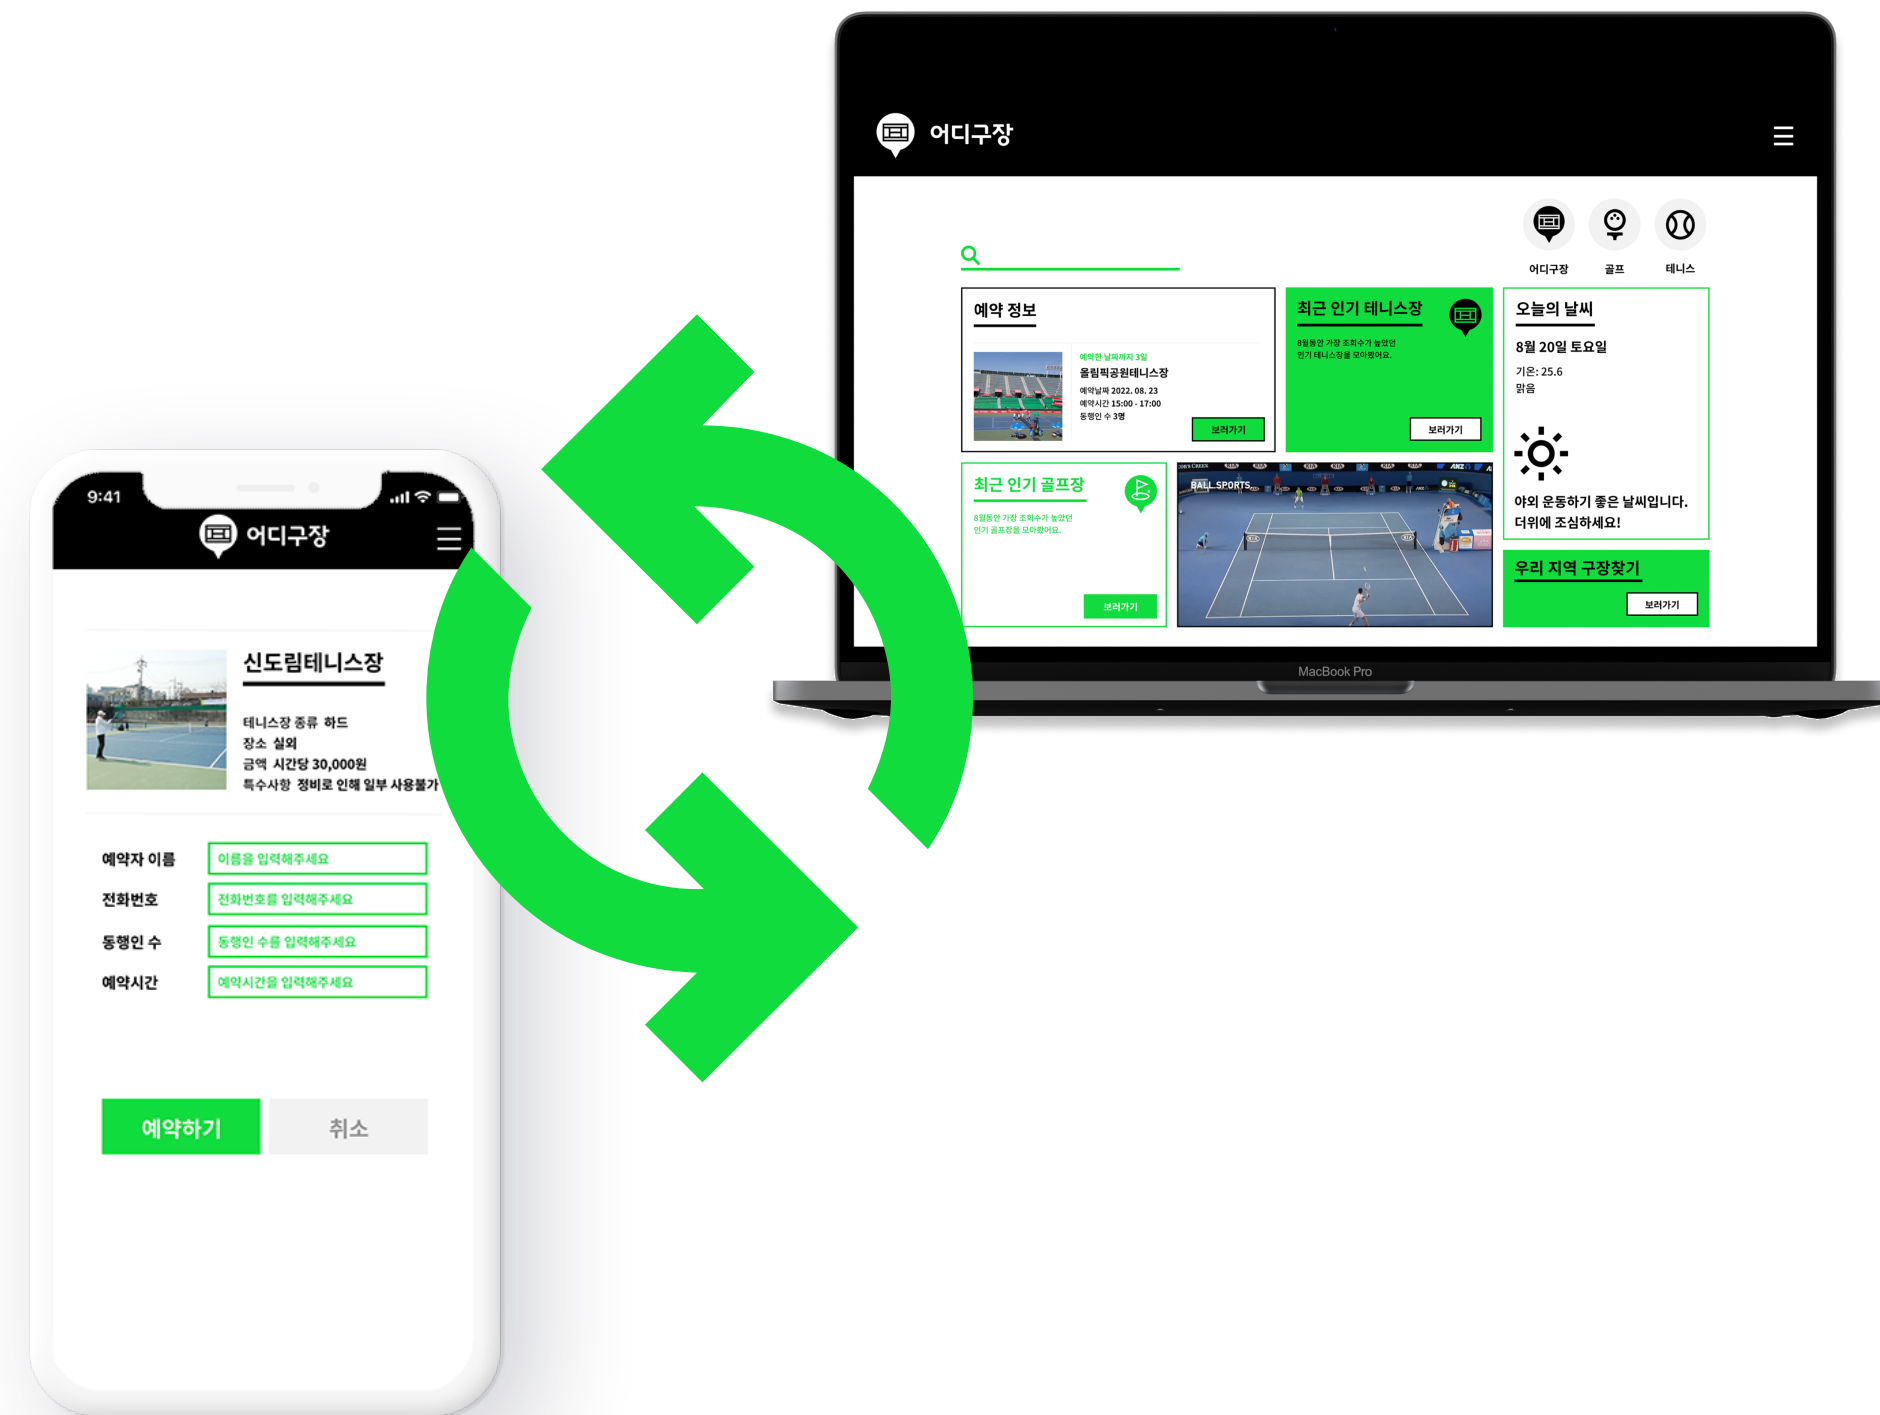 어디구장
어디구장
골프
테니스
예약 정보
예약한 날짜까지 3일
올림픽공원테니스장
예약날짜 2022. 08. 23
예약시간 15:00 - 17:00
동행인 수 3명
보러가기
최근 인기 테니스장
8월동안 가장 조회수가 높았던
인기 테니스장을 모아봤어요.
보러가기
오늘의 날씨
8월 20일 토요일
기온: 25.6
맑음
야외 운동하기 좋은 날씨입니다.
더위에 조심하세요!
최근 인기 골프장
8월동안 가장 조회수가 높았던
인기 골프장을 모아봤어요.
보러가기
BALL SPORTS
KIA
ANZ
우리 지역 구장찾기
보러가기
MacBook Pro
9:41
어디구장
신도림테니스장
테니스장 종류 하드
장소 실외
금액 시간당 30,000원
특수사항 정비로 인해 일부 사용불가
예약자 이름
이름을 입력해주세요
전화번호
전화번호를 입력해주세요
동행인 수
동행인 수를 입력해주세요
예약시간
예약시간을 입력해주세요
예약하기
취소